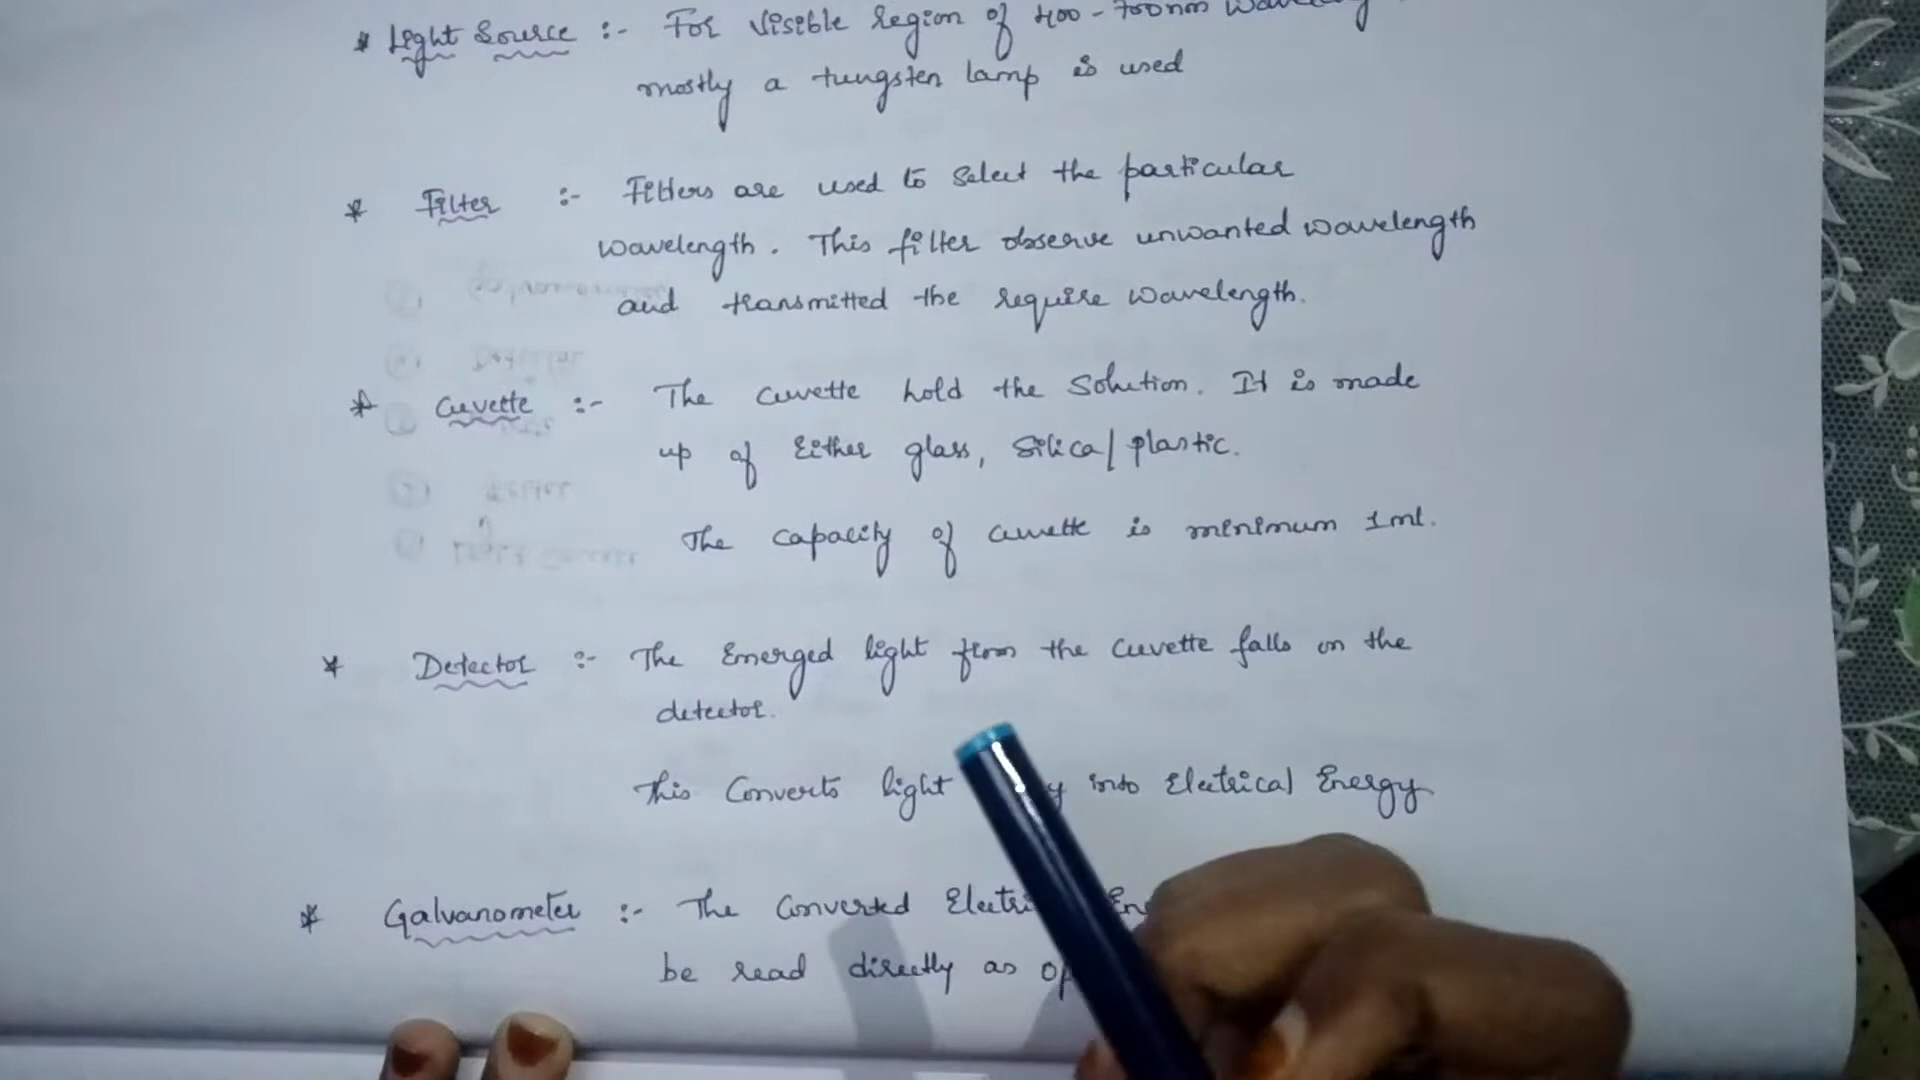 * Light Source :- For Visible Region of 400 - 700nm
mostly a tungsten lamp is used
* Filter :- Filters are used to Select the particular
wavelength. This filter observe unwanted wavelength
and transmitted the require wavelength.
* Cuvette :- The cuvette hold the Solution. It is made
up of Either glass, Silica/plastic.
The Capacity of cuvette is minimum 1ml.
* Detector :- The Emerged light from the Cuvette falls on the
detector.
This Converts light into Electrical Energy
* Galvanometer :- The Converted
be read directly as